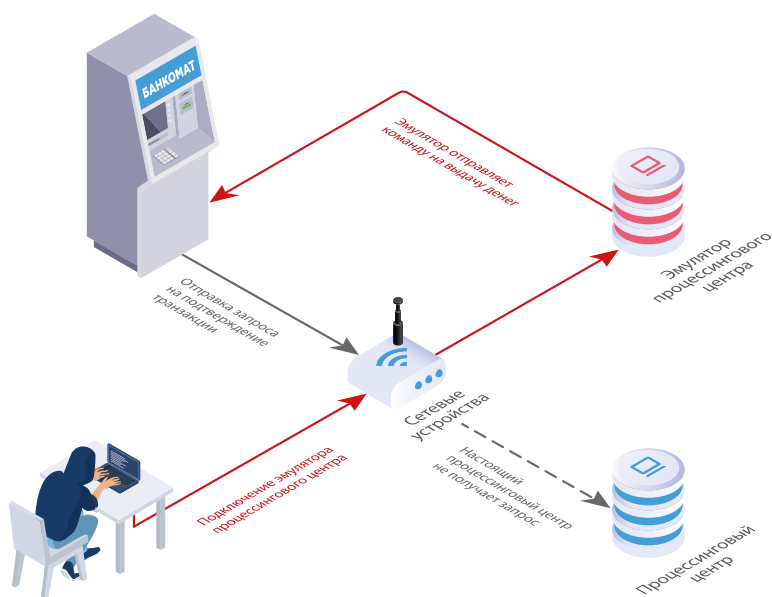 БАНКОМАТ
Эмулятор отправляет
команду на выдачу денег
Эмулятор
процессингового
центра
Отправка запроса
на подтверждение
транзакции
Сетевые
устройства
Подключение эмулятора
процессингового центра
Настоящий
процессинговый центр
не получает запрос
Процессинговый
центр